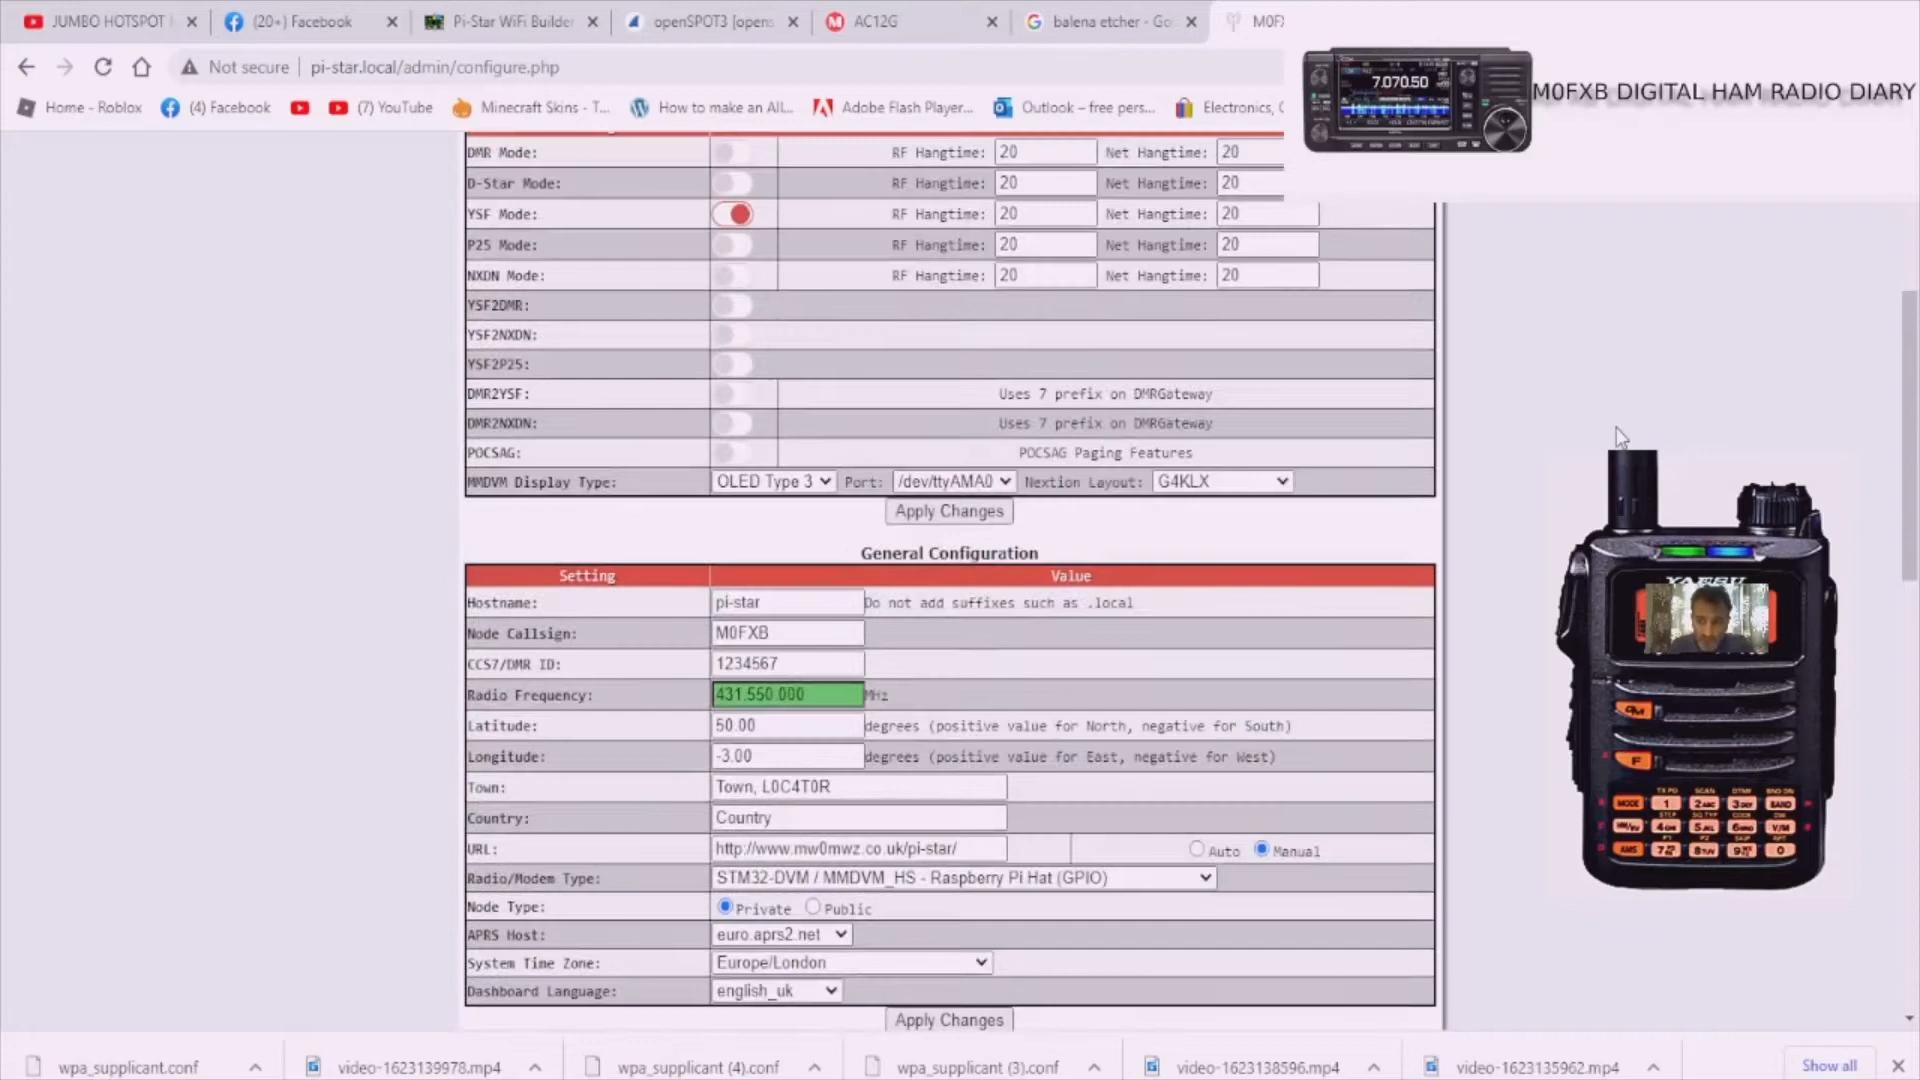 JUMBO HOTSPOT
(20+) Facebook
Pi-Star WiFi Builder
openSPOT3 [opens
AC12G
balena etcher - Go
M0FX
Not secure
pi-star.local/admin/configure.php
Home - Roblox
(4) Facebook
(7) YouTube
Minecraft Skins - T...
How to make an All...
Adobe Flash Player...
Outlook – free pers...
Electronics,
7.070.50
M0FXB DIGITAL HAM RADIO DIARY
DMR Mode: RF Hangtime: 20 Net Hangtime: 20
D-Star Mode: RF Hangtime: 20 Net Hangtime: 20
YSF Mode: RF Hangtime: 20 Net Hangtime: 20
P25 Mode: RF Hangtime: 20 Net Hangtime: 20
NXDN Mode: RF Hangtime: 20 Net Hangtime: 20
YSF2DMR:
YSF2NXDN:
YSF2P25:
DMR2YSF: Uses 7 prefix on DMRGateway
DMR2NXDN: Uses 7 prefix on DMRGateway
POCSAG: POCSAG Paging Features
MMDVM Display Type: OLED Type 3 Port: /dev/ttyAMA0 Nextion Layout: G4KLX
Apply Changes
General Configuration
Setting Value
Hostname: pi-star Do not add suffixes such as .local
Node Callsign: M0FXB
CCS7/DMR ID: 1234567
Radio Frequency: 431.550.000 MHz
Latitude: 50.00 degrees (positive value for North, negative for South)
Longitude: -3.00 degrees (positive value for East, negative for West)
Town: Town, L0C4T0R
Country: Country
URL: http://www.mw0mwz.co.uk/pi-star/ Auto Manual
Radio/Modem Type: STM32-DVM / MMDVM_HS - Raspberry Pi Hat (GPIO)
Node Type: Private Public
APRS Host: euro.aprs2.net
System Time Zone: Europe/London
Dashboard Language: english_uk
Apply Changes
YAESU
F
MODE 1 BAND
V/M
AMS 0
wpa_supplicant.conf
video-1623139978.mp4
wpa_supplicant (4).conf
wpa_supplicant (3).conf
video-1623138596.mp4
video-1623135962.mp4
Show all